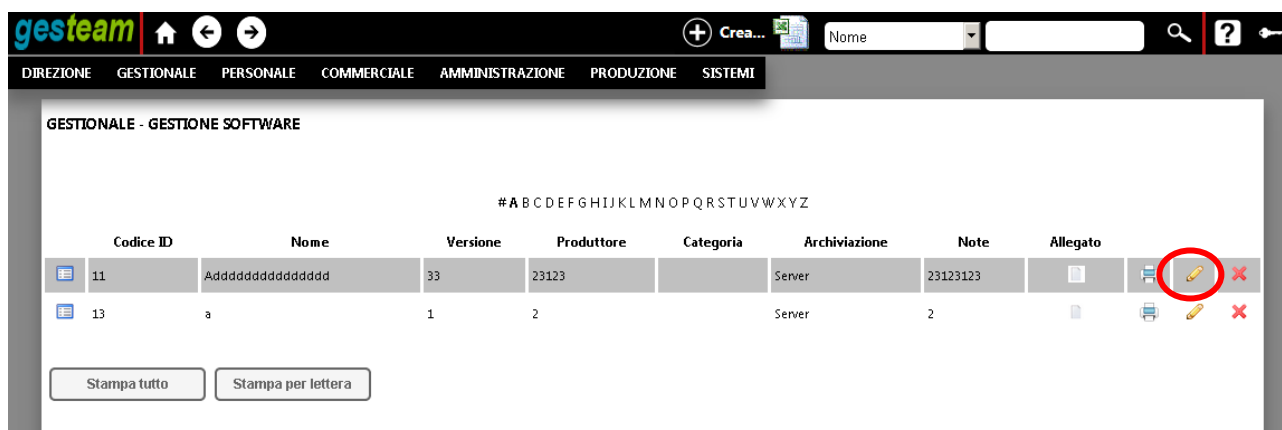 gesteam Crea... Nome ?
DIREZIONE GESTIONALE PERSONALE COMMERCIALE AMMINISTRAZIONE PRODUZIONE SISTEMI
GESTIONALE - GESTIONE SOFTWARE
# A B C D E F G H I J K L M N O P Q R S T U V W X Y Z
Codice ID Nome Versione Produttore Categoria Archiviazione Note Allegato
11 Addddddddddddddd 33 23123 Server 23123123
13 a 1 2 Server 2
Stampa tutto Stampa per lettera